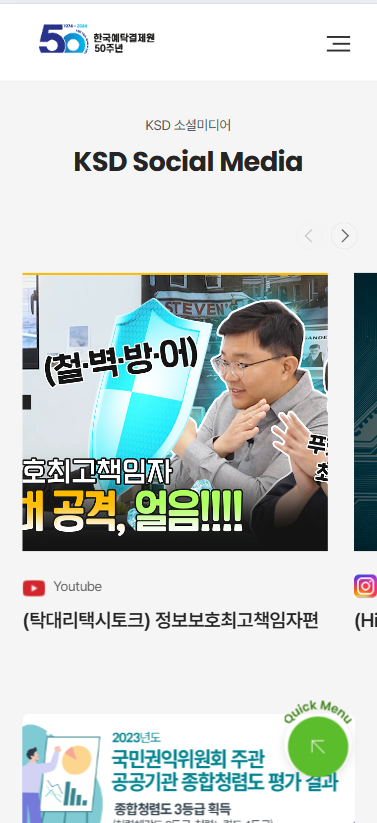 1974 - 2024
50
한국예탁결제원
50주년
KSD 소셜미디어
KSD Social Media
STEVEN'S
(철·벽·방·어)
호최고책임자
공격, 얼음!!!!
Youtube
(탁대리택시토크) 정보보호최고책임자편
(Hi
Quick Menu
2023년도
국민권익위원회 주관
공공기관 종합청렴도 평가 결과
종합청렴도 3등급 획득